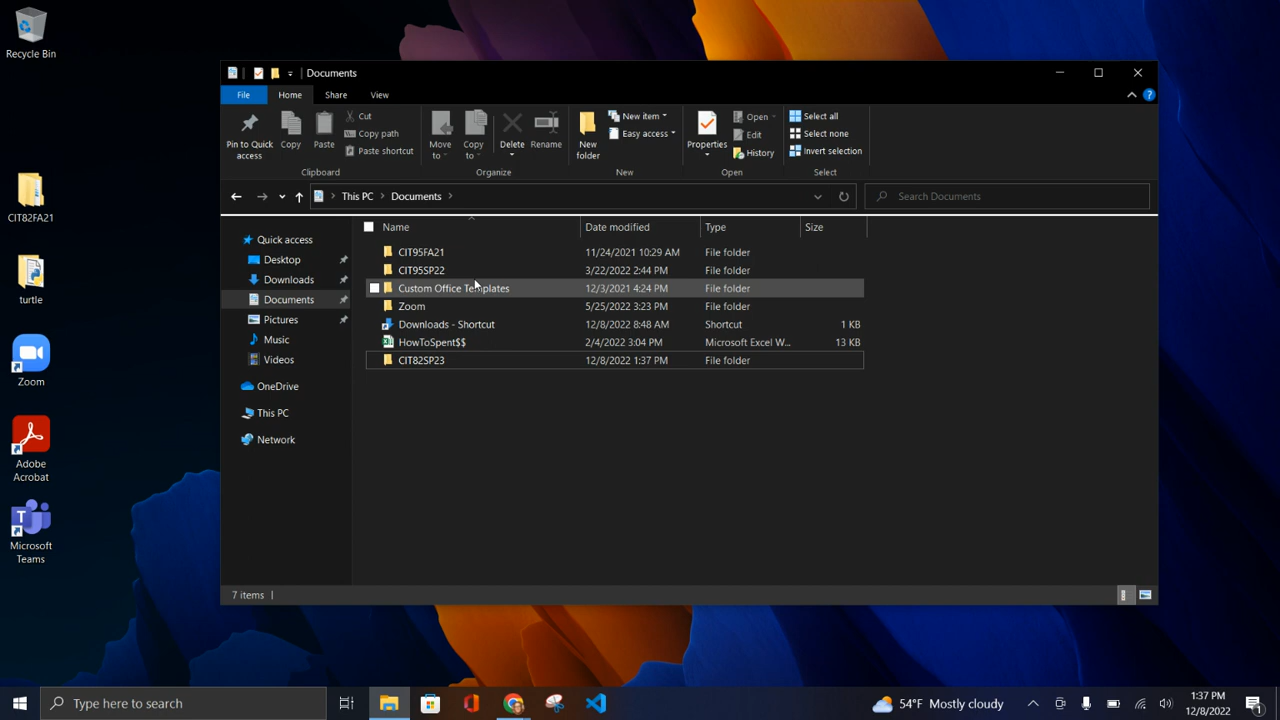 Recycle Bin
CIT82FA21
turtle
Zoom
Adobe
Acrobat
Microsoft
Teams
Documents
File Home Share View
Pin to Quick
access
Copy
Paste
Cut
Copy path
Paste shortcut
Clipboard
Move
to
Copy
to
Delete
Rename
Organize
New
folder
New item
Easy access
New
Properties
Open
Edit
History
Open
Select all
Select none
Invert selection
Select
This PC Documents
Search Documents
Quick access
Desktop
Downloads
Documents
Pictures
Music
Videos
OneDrive
This PC
Network
Name Date modified Type Size
CIT95FA21 11/24/2021 10:29 AM File folder
CIT95SP22 3/22/2022 2:44 PM File folder
Custom Office Templates 12/3/2021 4:24 PM File folder
Zoom 5/25/2022 3:23 PM File folder
Downloads - Shortcut 12/8/2022 8:48 AM Shortcut 1 KB
HowToSpent$$ 2/4/2022 3:04 PM Microsoft Excel W... 13 KB
CIT82SP23 12/8/2022 1:37 PM File folder
7 items
Type here to search
54°F Mostly cloudy
1:37 PM
12/8/2022
1